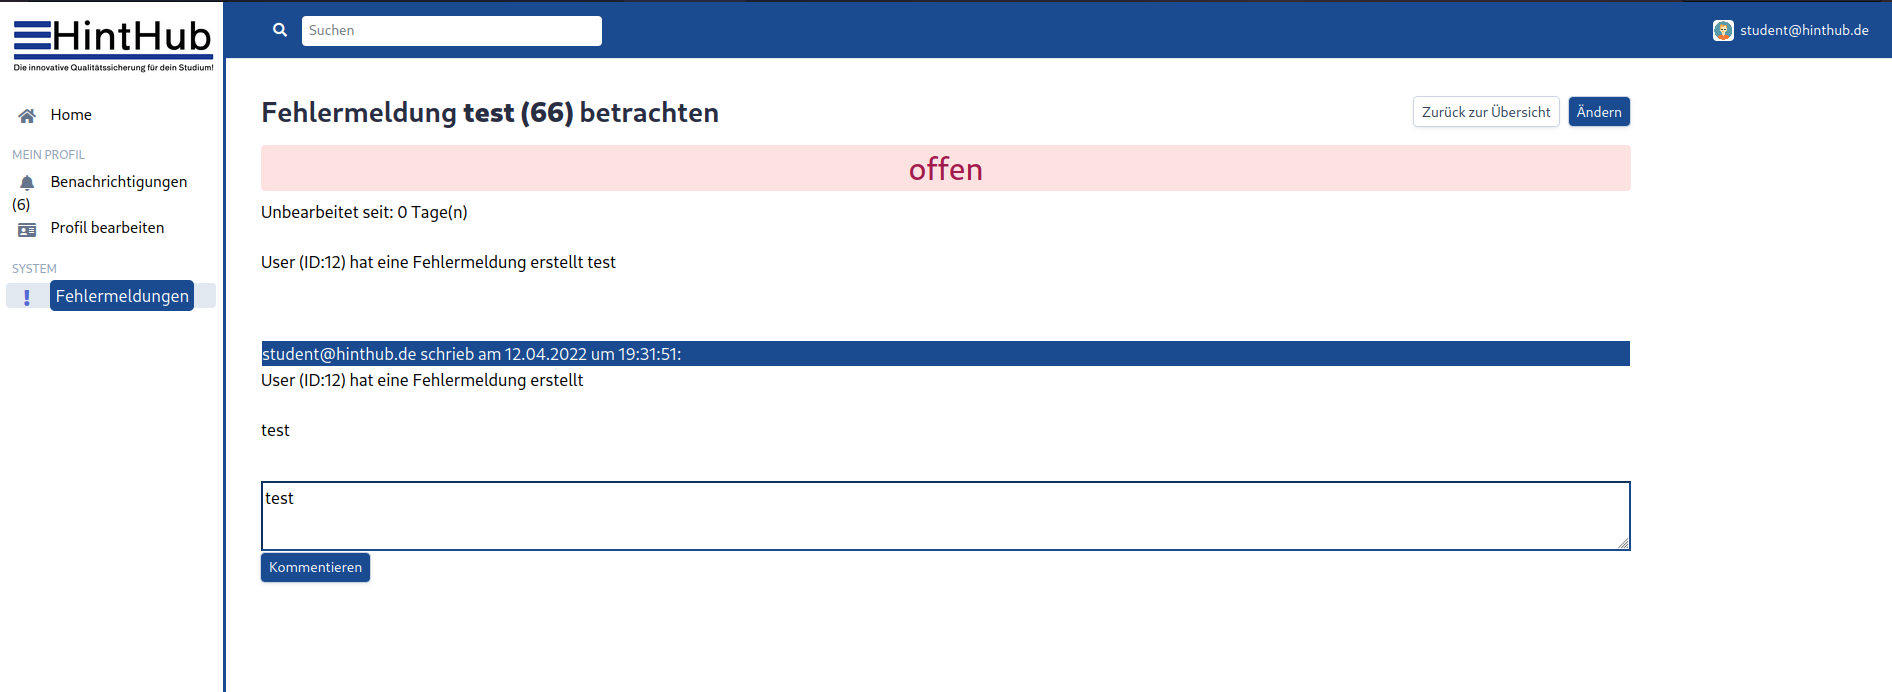 HintHub
Die innovative Qualitätssicherung für dein Studium!
Suchen
student@hinthub.de
Home
MEIN PROFIL
Benachrichtigungen
(6)
Profil bearbeiten
SYSTEM
Fehlermeldungen
Fehlermeldung test (66) betrachten
Zurück zur Übersicht
Ändern
offen
Unbearbeitet seit: 0 Tage(n)
User (ID:12) hat eine Fehlermeldung erstellt test
student@hinthub.de schrieb am 12.04.2022 um 19:31:51:
User (ID:12) hat eine Fehlermeldung erstellt
test
test
Kommentieren